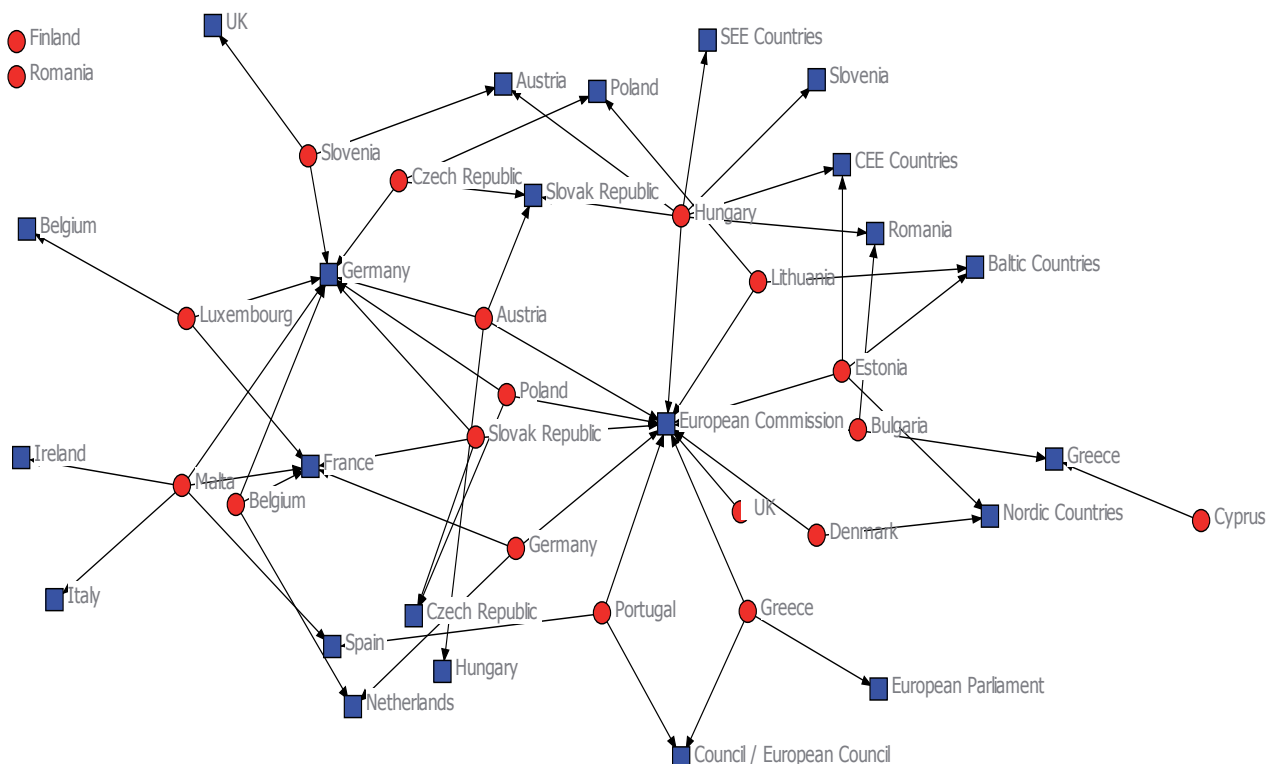 UK
Finland
SEE Countries
Romania
Slovenia
Austria
Poland
Slovenia
CEE Countries
Czech Republic
Slovak Republic
Hungary
Belgium
Romania
Germany
Baltic Countries
Lithuania
Luxembourg
Austria
Estonia
Poland
European Commission
Bulgaria
Slovak Republic
Ireland
France
Greece
Malta
Belgium
UK
Nordic Countries
Cyprus
Denmark
Germany
Italy
Czech Republic
Portugal
Greece
Spain
Hungary
European Parliament
Netherlands
Council / European Council